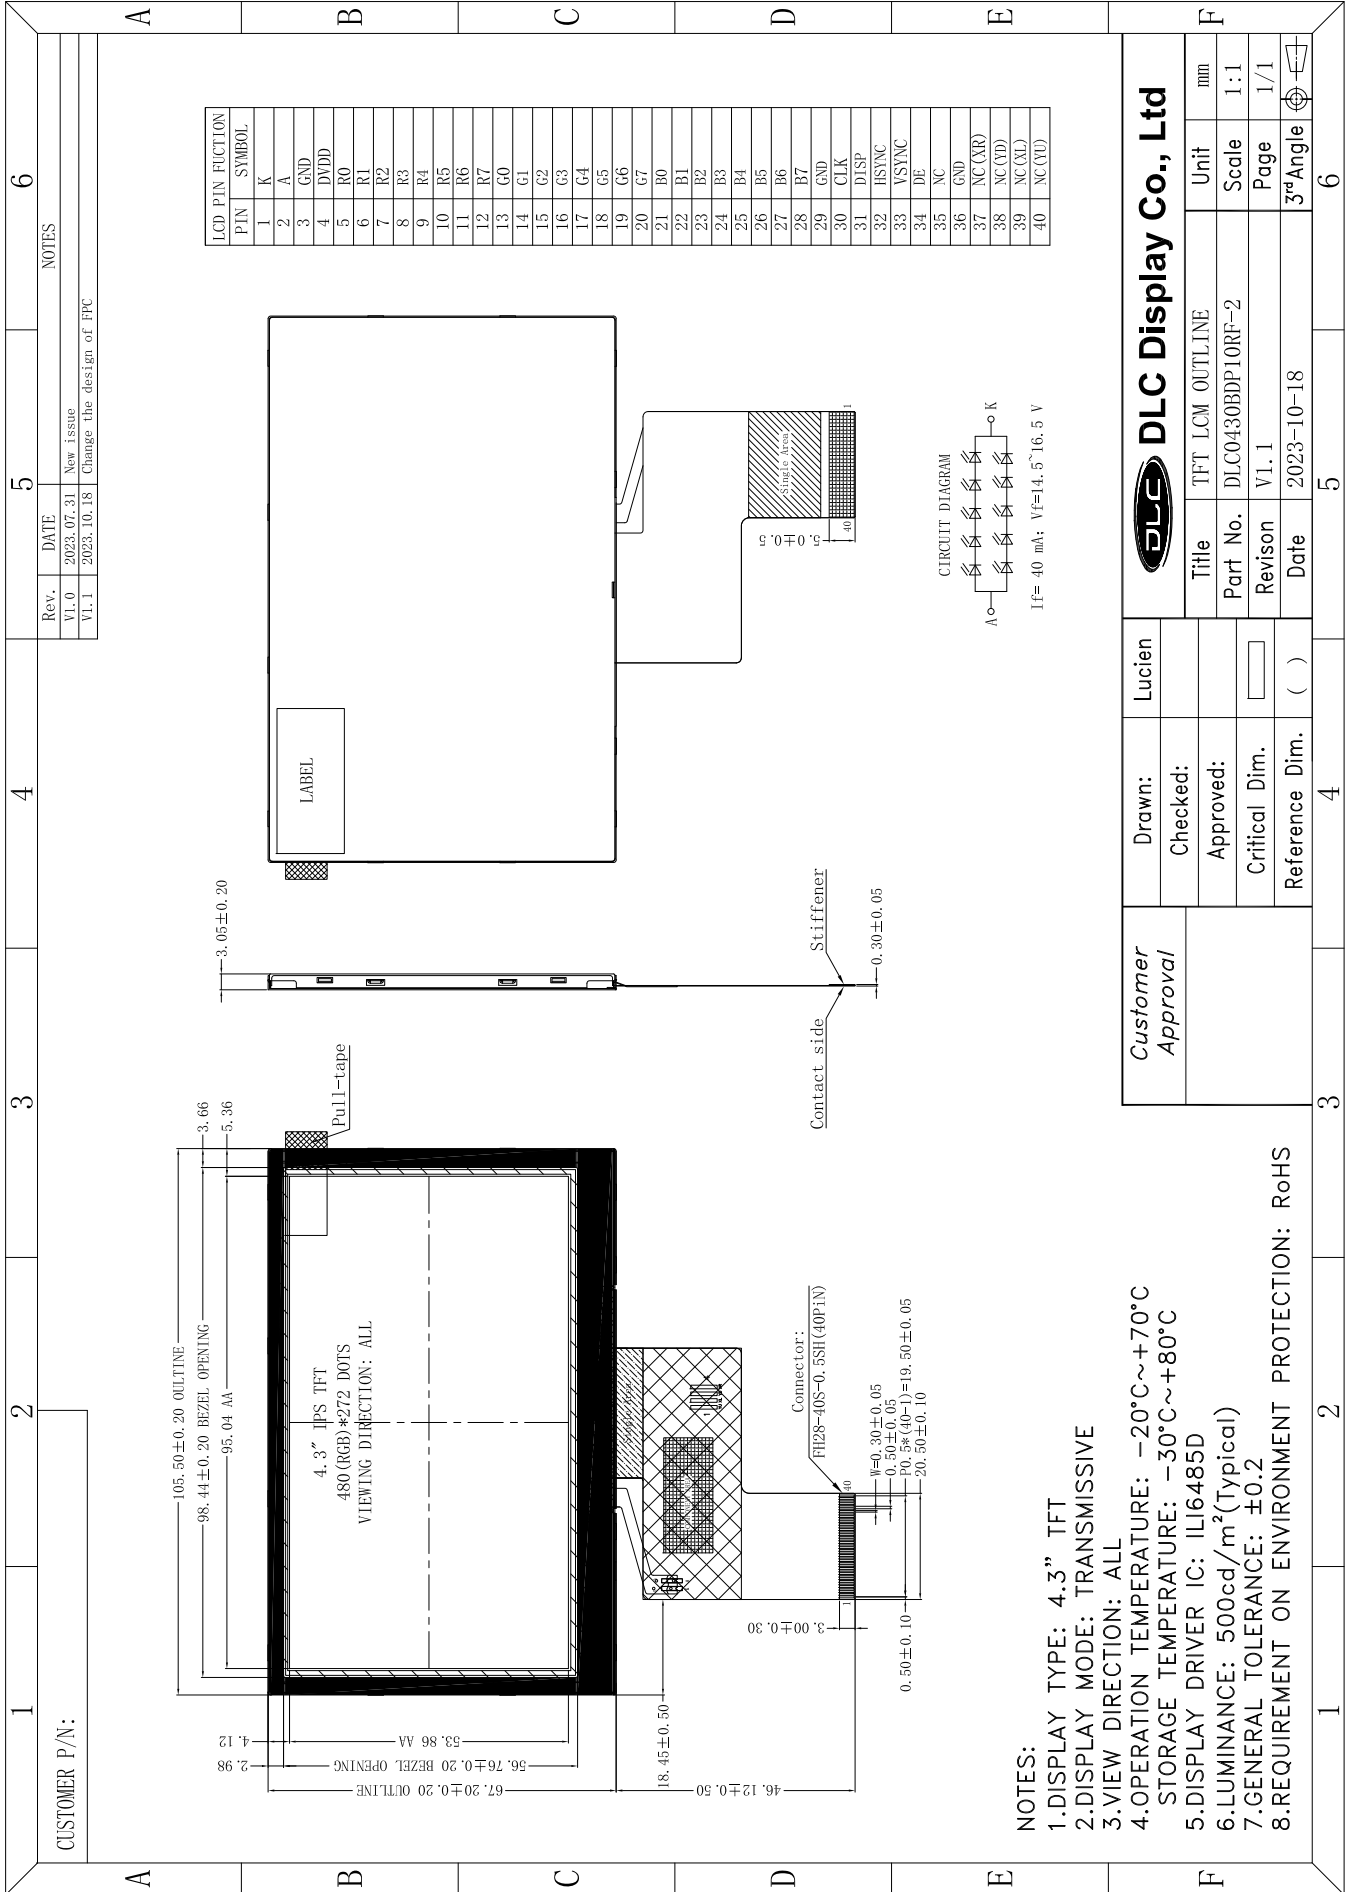 1
2
3
4
5
6
A
B
C
D
E
F
CUSTOMER P/N:
Rev. DATE NOTES
V1.0 2023.07.31 New issue
V1.1 2023.10.18 Change the design of FPC
105.50±0.20 OULTINE
98.44±0.20 BEZEL OPENING
95.04 AA
3.66
5.36
Pull-tape
4.3" IPS TFT
480(RGB)*272 DOTS
VIEWING DIRECTION: ALL
67.20±0.20 OUTLINE
56.76±0.20 BEZEL OPENING
53.86 AA
2.98
4.12
18.45±0.50
46.12±0.50
3.00±0.30
0.50±0.10
1
40
Connector:
FH28-40S-0.5SH(40PiN)
W=0.30±0.05
0.50±0.05
P0.5*(40-1)=19.50±0.05
20.50±0.10
3.05±0.20
Contact side
Stiffener
0.30±0.05
LABEL
Single Area
5.0±0.5
40
1
CIRCUIT DIAGRAM
A
K
If= 40 mA; Vf=14.5~16.5 V
LCD PIN FUCTION
PIN SYMBOL
1 K
2 A
3 GND
4 DVDD
5 R0
6 R1
7 R2
8 R3
9 R4
10 R5
11 R6
12 R7
13 G0
14 G1
15 G2
16 G3
17 G4
18 G5
19 G6
20 G7
21 B0
22 B1
23 B2
24 B3
25 B4
26 B5
27 B6
28 B7
29 GND
30 CLK
31 DISP
32 HSYNC
33 VSYNC
34 DE
35 NC
36 GND
37 NC(XR)
38 NC(YD)
39 NC(XL)
40 NC(YU)
NOTES:
1.DISPLAY TYPE: 4.3" TFT
2.DISPLAY MODE: TRANSMISSIVE
3.VIEW DIRECTION: ALL
4.OPERATION TEMPERATURE: -20°C~+70°C
STORAGE TEMPERATURE: -30°C~+80°C
5.DISPLAY DRIVER IC: ILI6485D
6.LUMINANCE: 500cd/m²(Typical)
7.GENERAL TOLERANCE: ±0.2
8.REQUIREMENT ON ENVIRONMENT PROTECTION: RoHS
Customer
Approval
Drawn: Lucien
Checked:
Approved:
Critical Dim.
Reference Dim. ( )
DLC DLC Display Co., Ltd
Title TFT LCM OUTLINE Unit mm
Part No. DLC0430BDP10RF-2 Scale 1:1
Revison V1.1 Page 1/1
Date 2023-10-18 3rd Angle
1
2
3
4
5
6
A
B
C
D
E
F